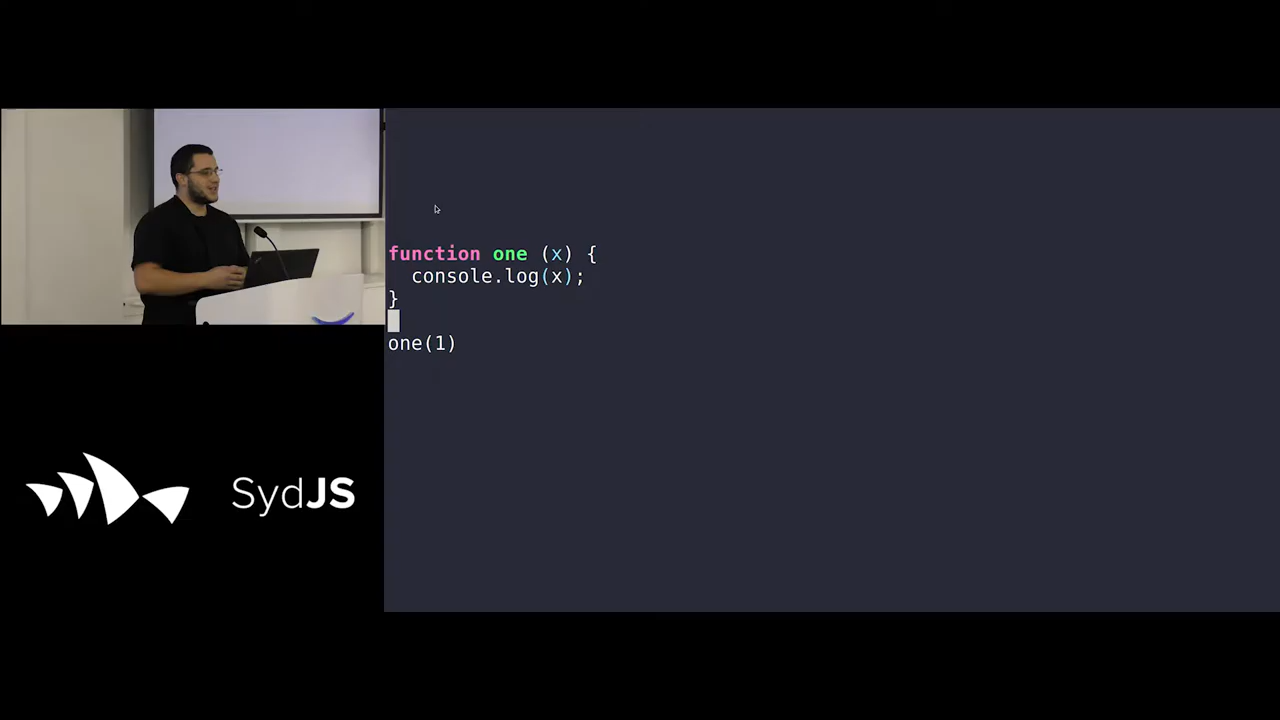 function one (x) {
  console.log(x);
}
one(1)
SydJS